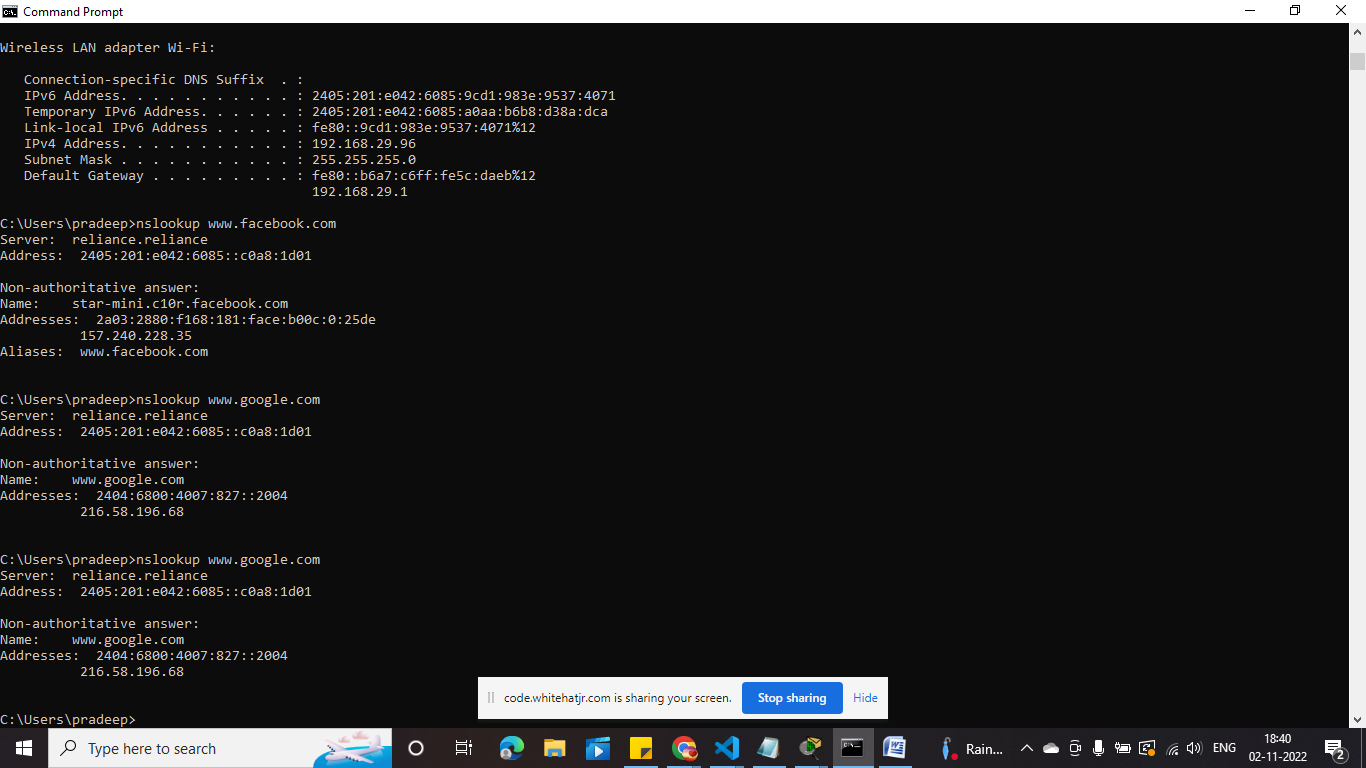 Command Prompt
Wireless LAN adapter Wi-Fi:
Connection-specific DNS Suffix  . :
IPv6 Address. . . . . . . . . . . : 2405:201:e042:6085:9cd1:983e:9537:4071
Temporary IPv6 Address. . . . . . : 2405:201:e042:6085:a0aa:b6b8:d38a:dca
Link-local IPv6 Address . . . . . : fe80::9cd1:983e:9537:4071%12
IPv4 Address. . . . . . . . . . . : 192.168.29.96
Subnet Mask . . . . . . . . . . . : 255.255.255.0
Default Gateway . . . . . . . . . : fe80::b6a7:c6ff:fe5c:daeb%12
192.168.29.1
C:\Users\pradeep>nslookup www.facebook.com
Server:  reliance.reliance
Address:  2405:201:e042:6085::c0a8:1d01
Non-authoritative answer:
Name:    star-mini.c10r.facebook.com
Addresses:  2a03:2880:f168:181:face:b00c:0:25de
157.240.228.35
Aliases:  www.facebook.com
C:\Users\pradeep>nslookup www.google.com
Server:  reliance.reliance
Address:  2405:201:e042:6085::c0a8:1d01
Non-authoritative answer:
Name:    www.google.com
Addresses:  2404:6800:4007:827::2004
216.58.196.68
C:\Users\pradeep>nslookup www.google.com
Server:  reliance.reliance
Address:  2405:201:e042:6085::c0a8:1d01
Non-authoritative answer:
Name:    www.google.com
Addresses:  2404:6800:4007:827::2004
216.58.196.68
code.whitehatjr.com is sharing your screen. Stop sharing Hide
C:\Users\pradeep>
Type here to search
Rain...
ENG
18:40
02-11-2022
2